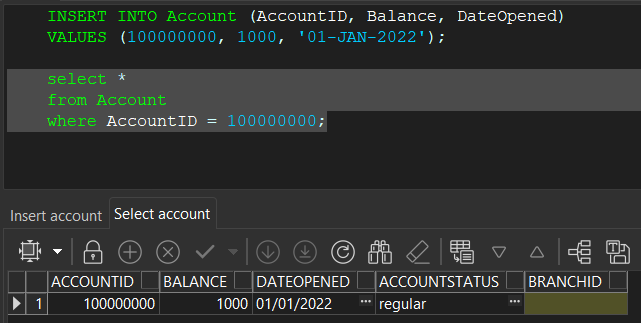 INSERT INTO Account (AccountID, Balance, DateOpened)
VALUES (100000000, 1000, '01-JAN-2022');
select *
from Account
where AccountID = 100000000;
Insert account Select account
ACCOUNTID BALANCE DATEOPENED ACCOUNTSTATUS BRANCHID
1 100000000 1000 01/01/2022 ··· regular ···